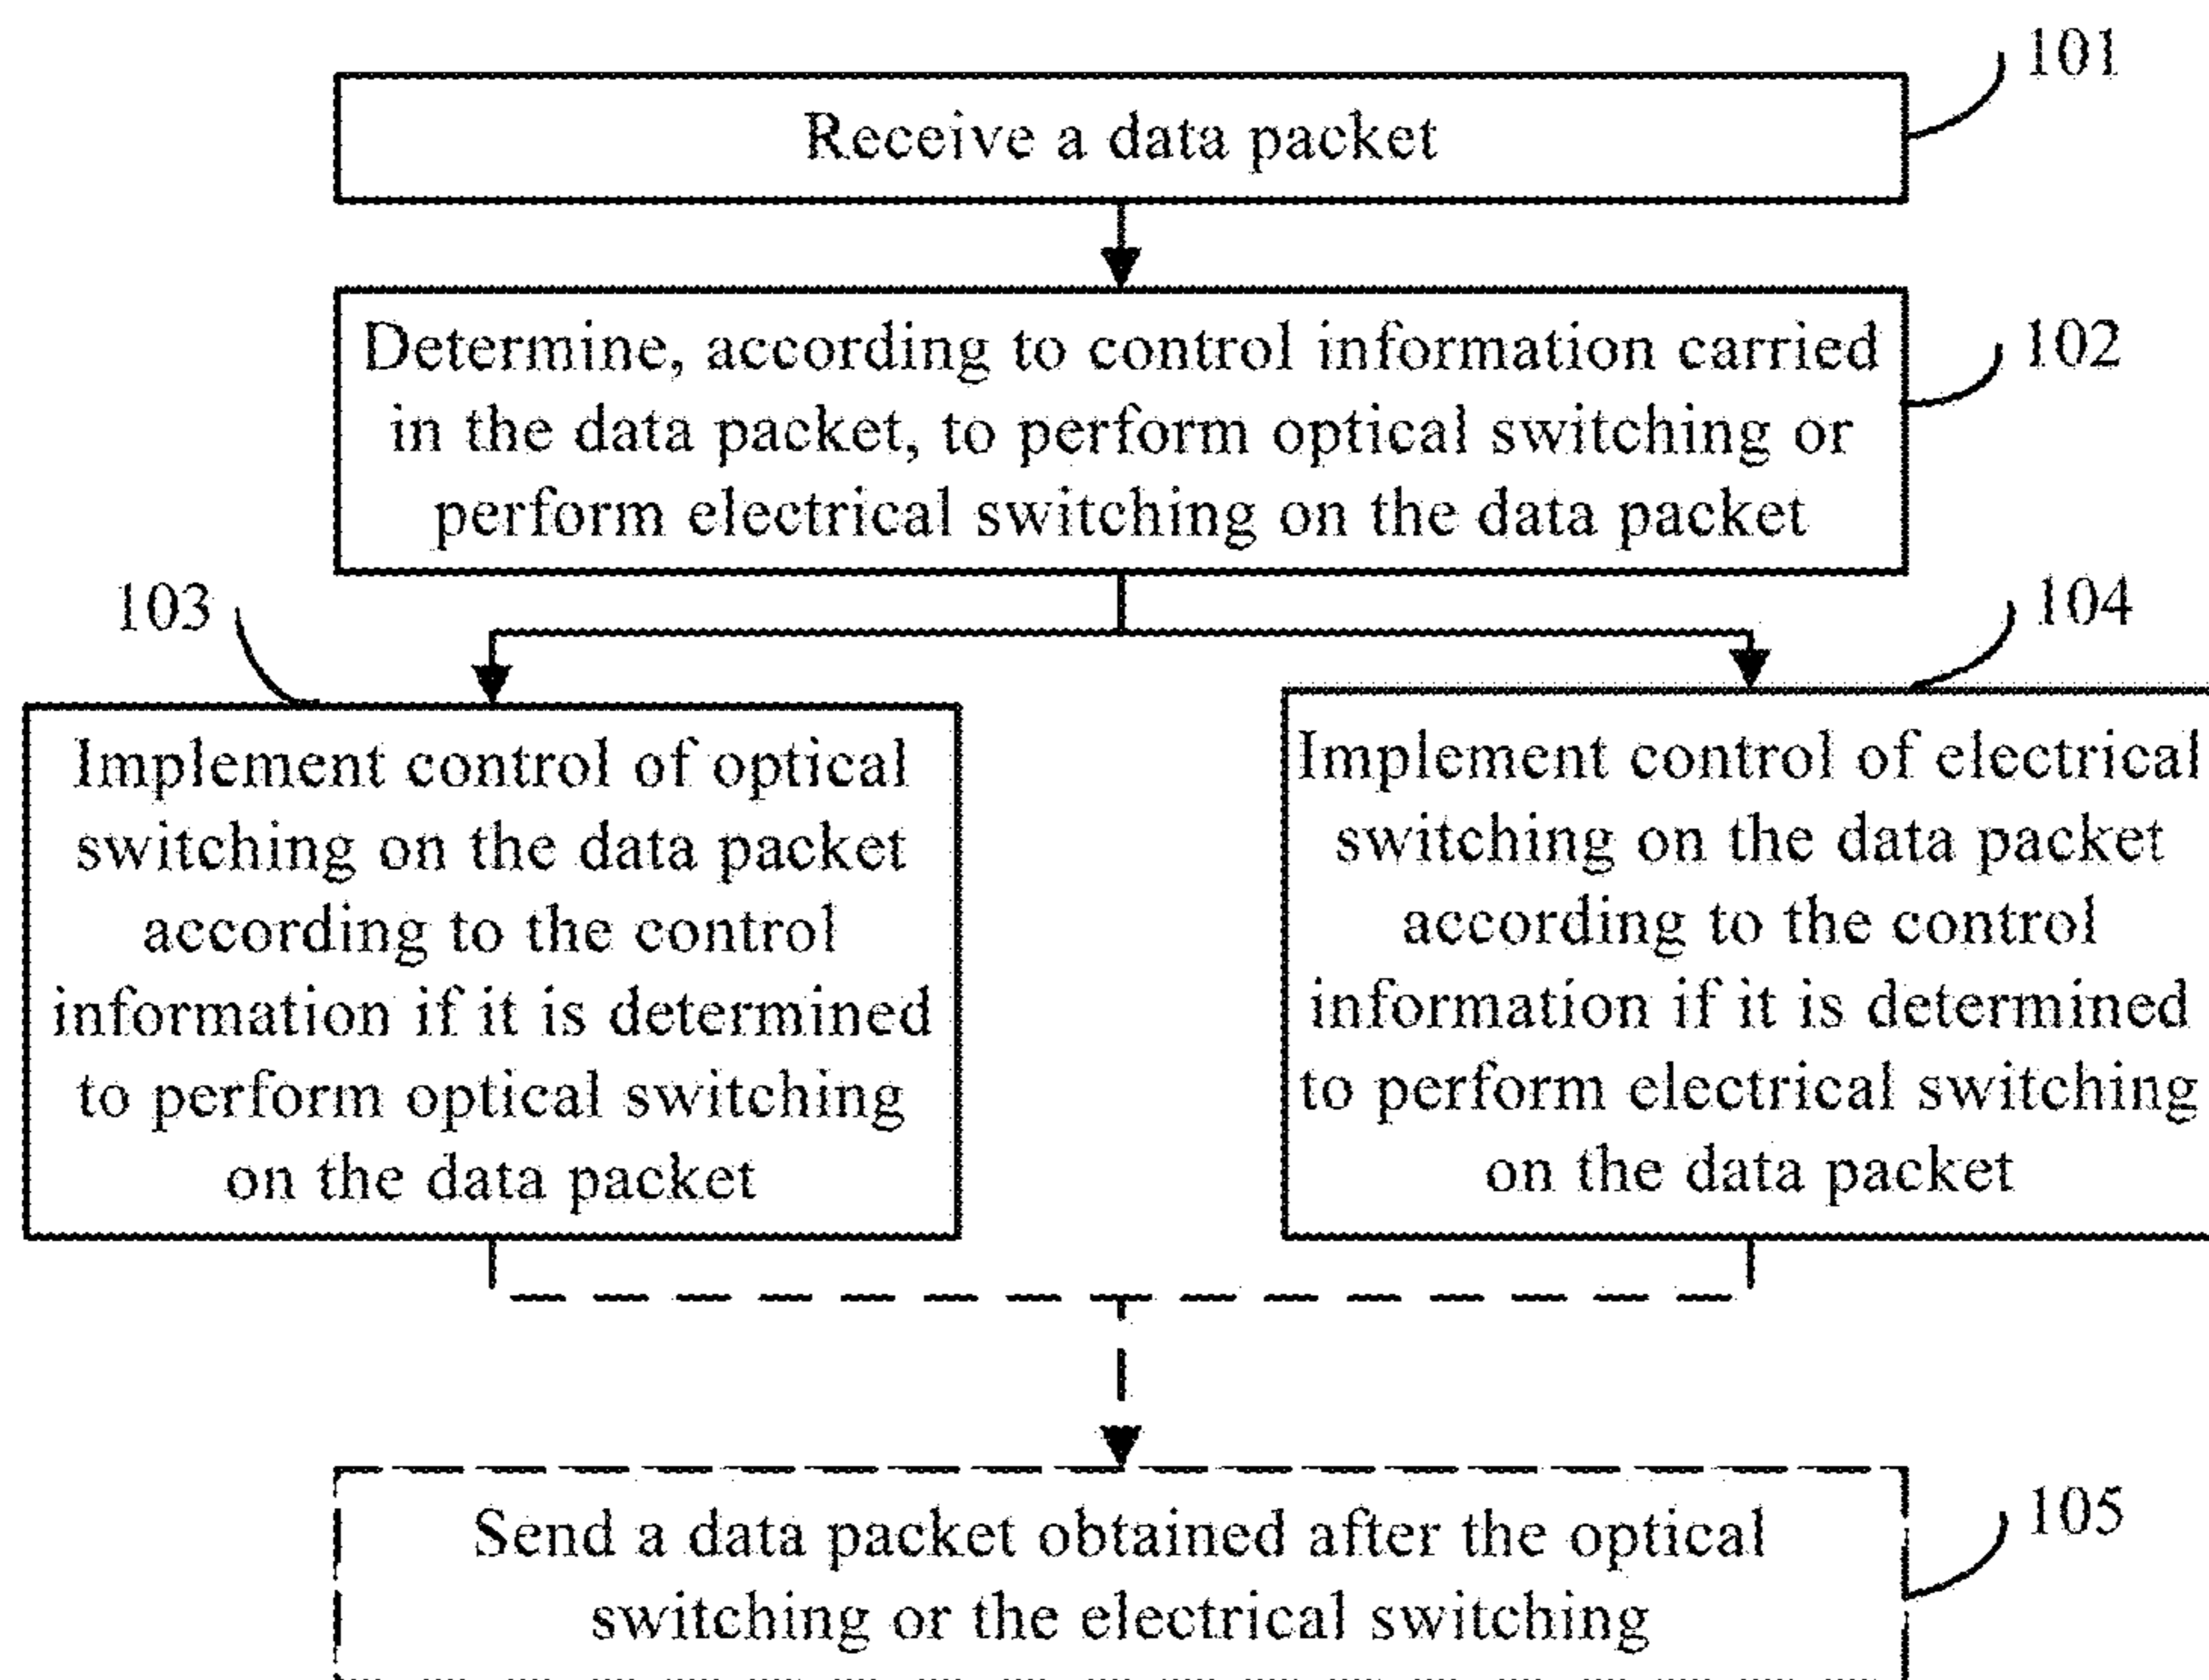 101
Receive a data packet
102
Determine, according to control information carried
in the data packet, to perform optical switching or
perform electrical switching on the data packet
103
Implement control of optical
switching on the data packet
according to the control
information if it is determined
to perform optical switching
on the data packet
104
Implement control of electrical
switching on the data packet
according to the control
information if it is determined
to perform electrical switching
on the data packet
105
Send a data packet obtained after the optical
switching or the electrical switching